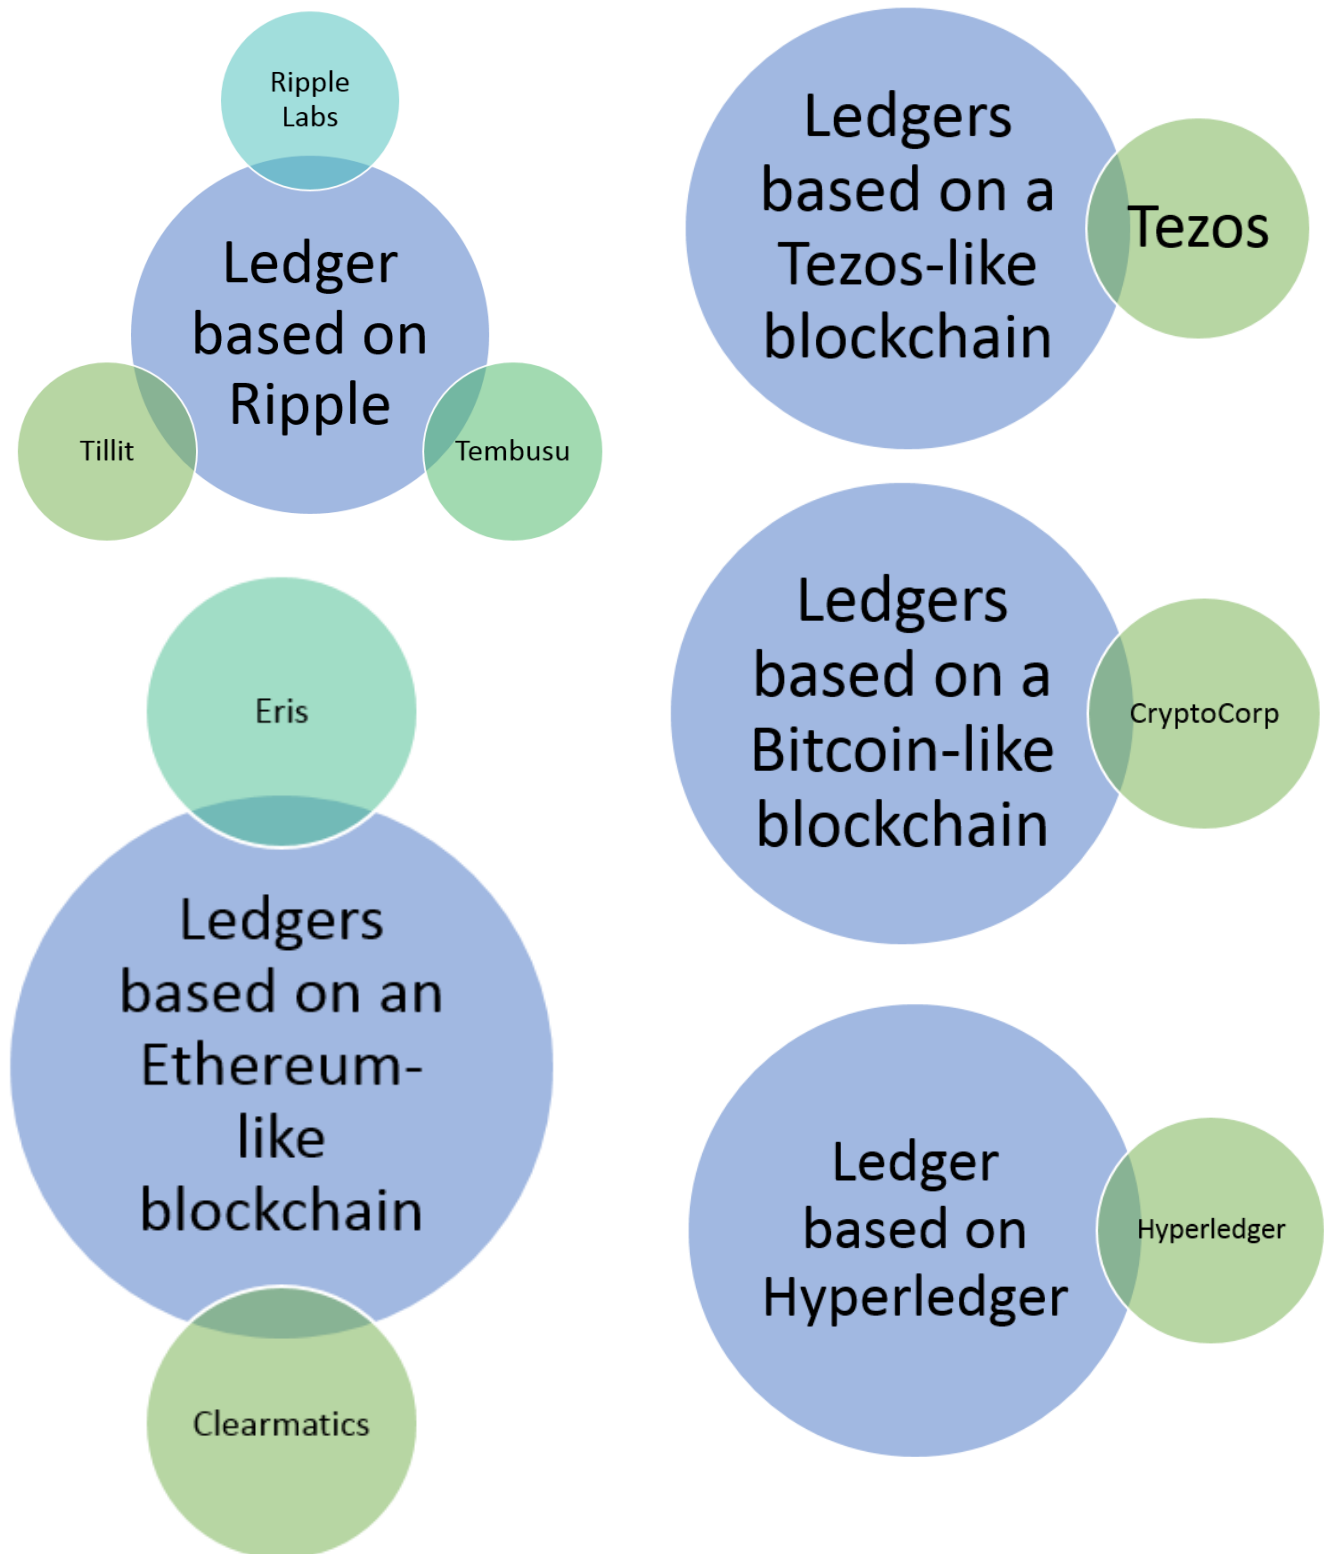 Ripple
Labs
Ledger
based on
Ripple
Tillit
Tembusu
Ledgers
based on a
Tezos-like
blockchain
Tezos
Eris
Ledgers
based on an
Ethereum-
like
blockchain
Clearmatics
Ledgers
based on a
Bitcoin-like
blockchain
CryptoCorp
Ledger
based on
Hyperledger
Hyperledger